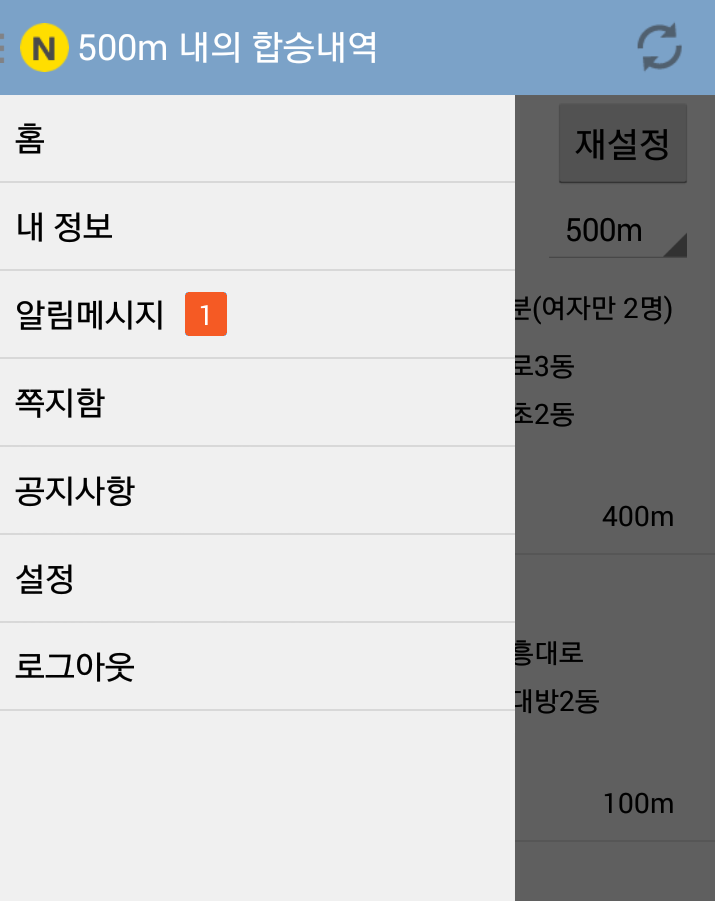 N 500m 내의 합승내역
홈
내 정보
알림메시지 1
쪽지함
공지사항
설정
로그아웃
재설정
500m
(여자만 2명)
로3동
초2동
400m
흥대로
대방2동
100m